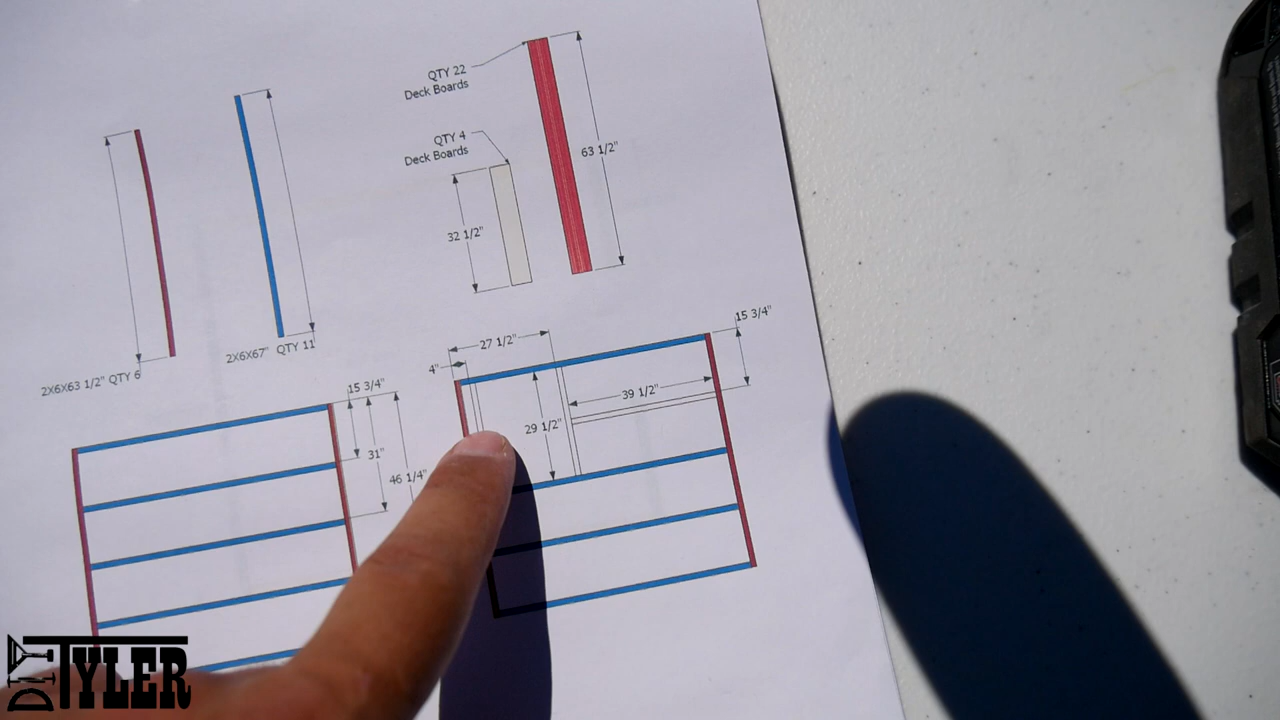 QTY 22
Deck Boards
QTY 4
Deck Boards
63 1/2"
32 1/2"
2X6X63 1/2" QTY 6
2X6X67" QTY 11
15 3/4"
31"
46 1/4"
4"
27 1/2"
15 3/4"
39 1/2"
29 1/2"
DIY TYLER